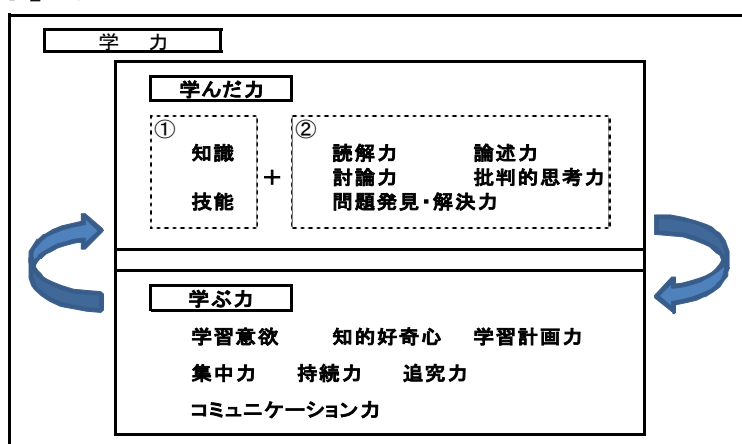 学 力
学んだ力
① ②
知識 読解力 論述力
+ 討論力 批判的思考力
技能 問題発見・解決力
学ぶ力
学習意欲 知的好奇心 学習計画力
集中力 持続力 追究力
コミュニケーション力